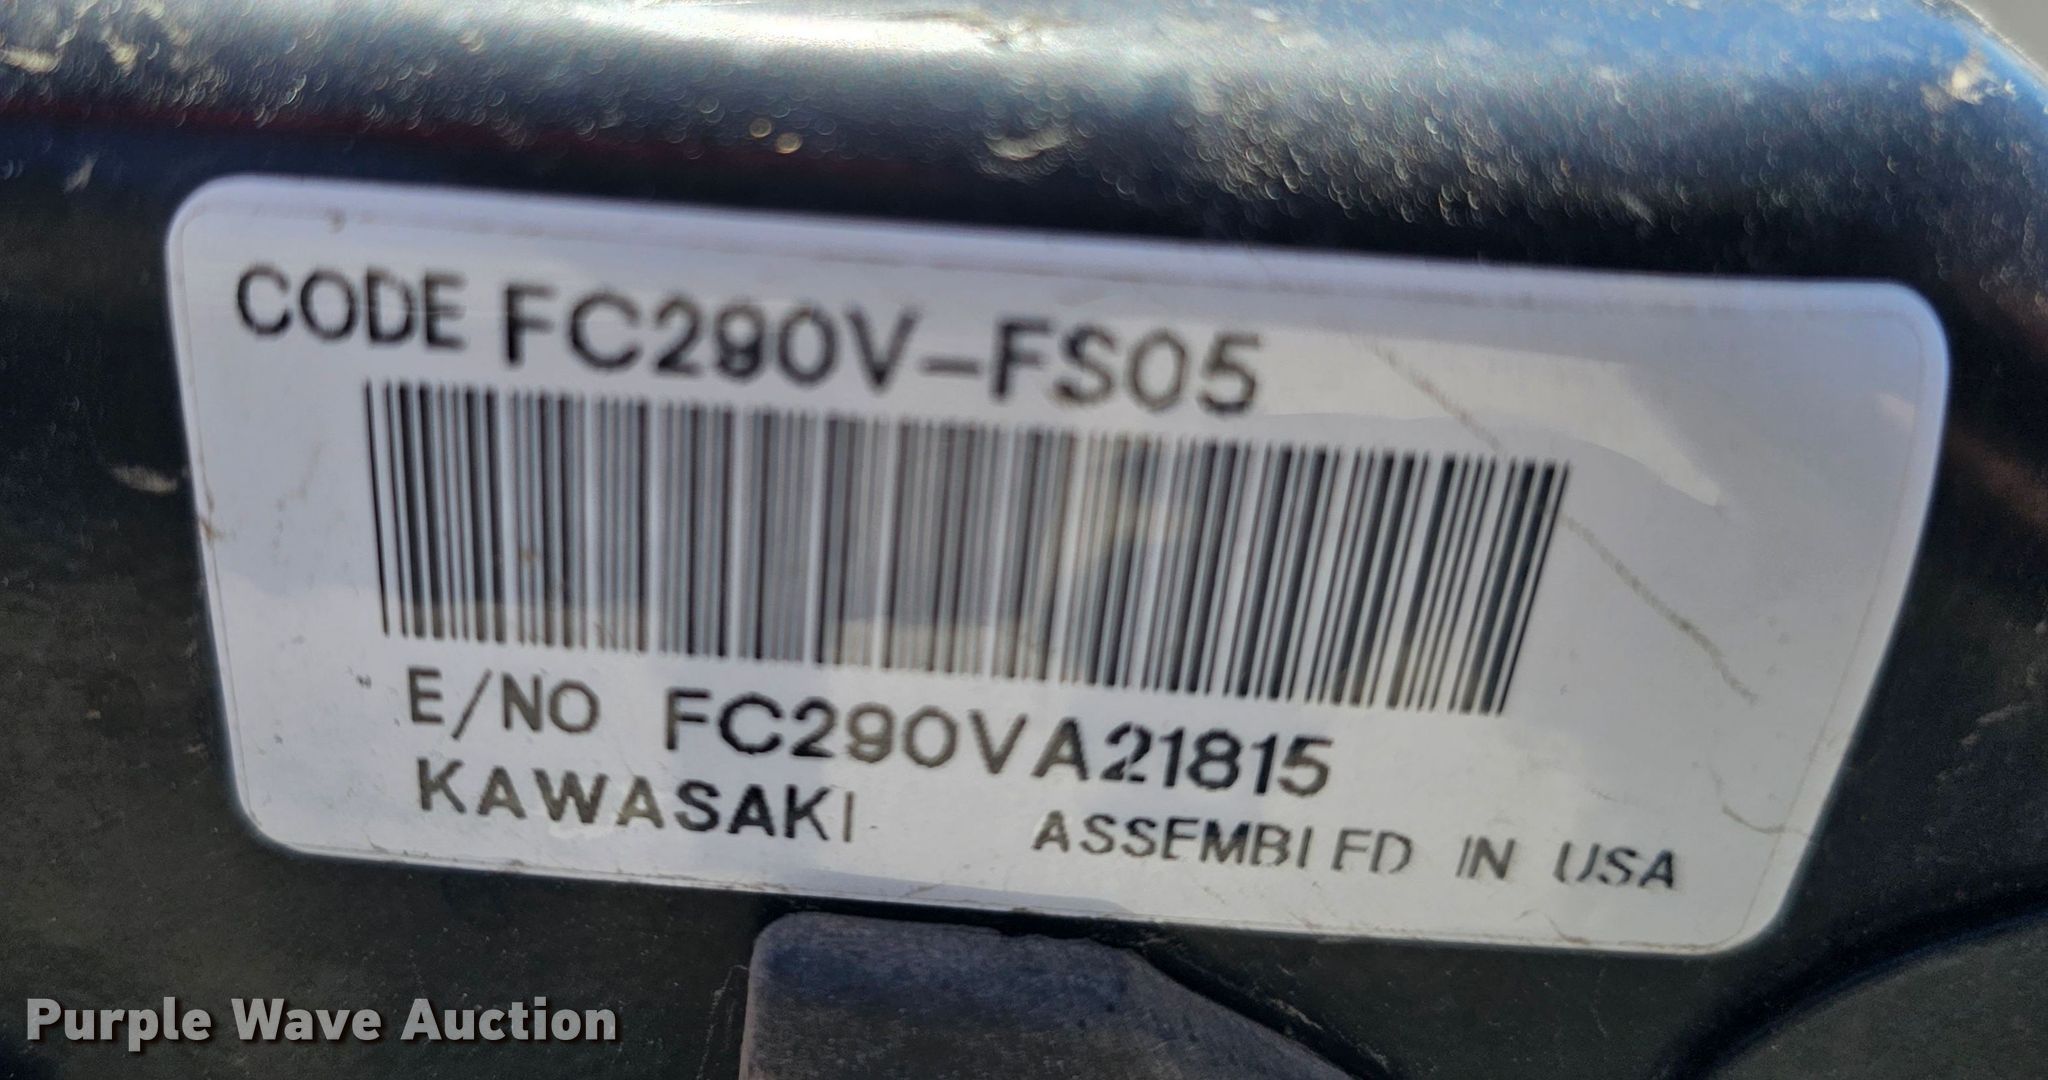 CODE FC290V-FS05
E/NO FC290VA21815
KAWASAKI ASSEMBLED IN USA
Purple Wave Auction